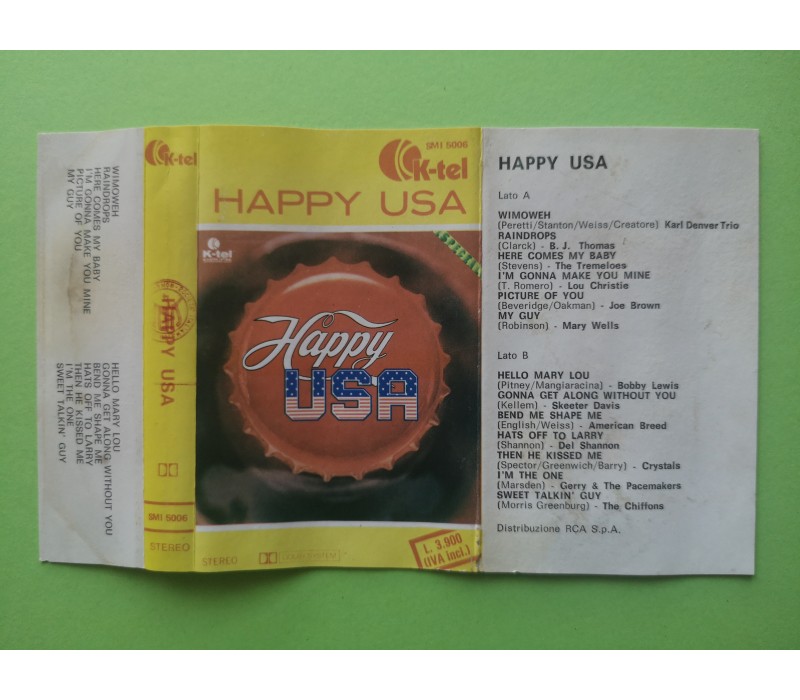 WIMOWEH
RAINDROPS
HERE COMES MY BABY
I'M GONNA MAKE YOU MINE
PICTURE OF YOU
MY GUY
HELLO MARY LOU
GONNA GET ALONG WITHOUT YOU
BEND ME SHAPE ME
HATS OFF TO LARRY
THEN HE KISSED ME
I'M THE ONE
SWEET TALKIN' GUY
K-tel
HAPPY USA
SMI 5006
STEREO
SMI 5006
K-tel
HAPPY USA
K-tel
SPECIAL
Happy
USA
STEREO
L. 3.900
(IVA incl.)
HAPPY USA
Lato A
WIMOWEH
(Peretti/Stanton/Weiss/Creatore) Karl Denver Trio
RAINDROPS
(Clarck) - B. J. Thomas
HERE COMES MY BABY
(Stevens) - The Tremeloes
I'M GONNA MAKE YOU MINE
(T. Romero) - Lou Christie
PICTURE OF YOU
(Beveridge/Oakman) - Joe Brown
MY GUY
(Robinson) - Mary Wells
Lato B
HELLO MARY LOU
(Pitney/Mangiaracina) - Bobby Lewis
GONNA GET ALONG WITHOUT YOU
(Kellem) - Skeeter Davis
BEND ME SHAPE ME
(English/Weiss) - American Breed
HATS OFF TO LARRY
(Shannon) - Del Shannon
THEN HE KISSED ME
(Spector/Greenwich/Barry) - Crystals
I'M THE ONE
(Marsden) - Gerry & The Pacemakers
SWEET TALKIN' GUY
(Morris Greenburg) - The Chiffons
Distribuzione RCA S.p.A.